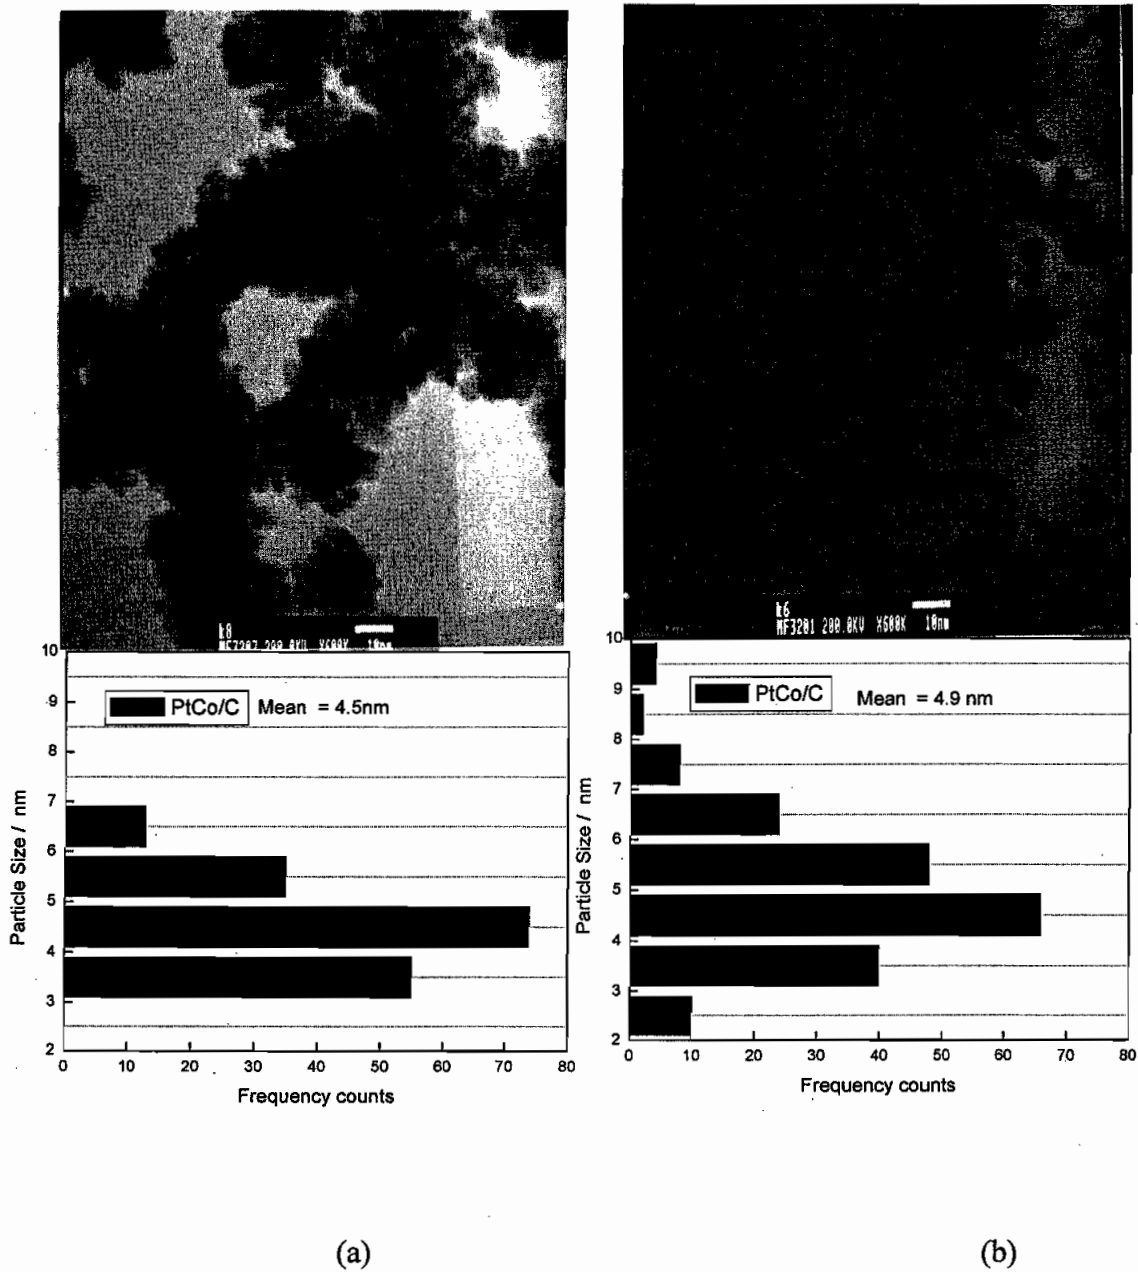 k8
X600K 10nm
10
9
8
7
6
5
4
3
2
PtCo/C Mean = 4.5nm
Particle Size / nm
0 10 20 30 40 50 60 70 80
Frequency counts
(a)
k6
MF3201 200.0KV X600K 10nm
10
9
8
7
6
5
4
3
2
PtCo/C Mean = 4.9 nm
Particle Size / nm
0 10 20 30 40 50 60 70 80
Frequency counts
(b)